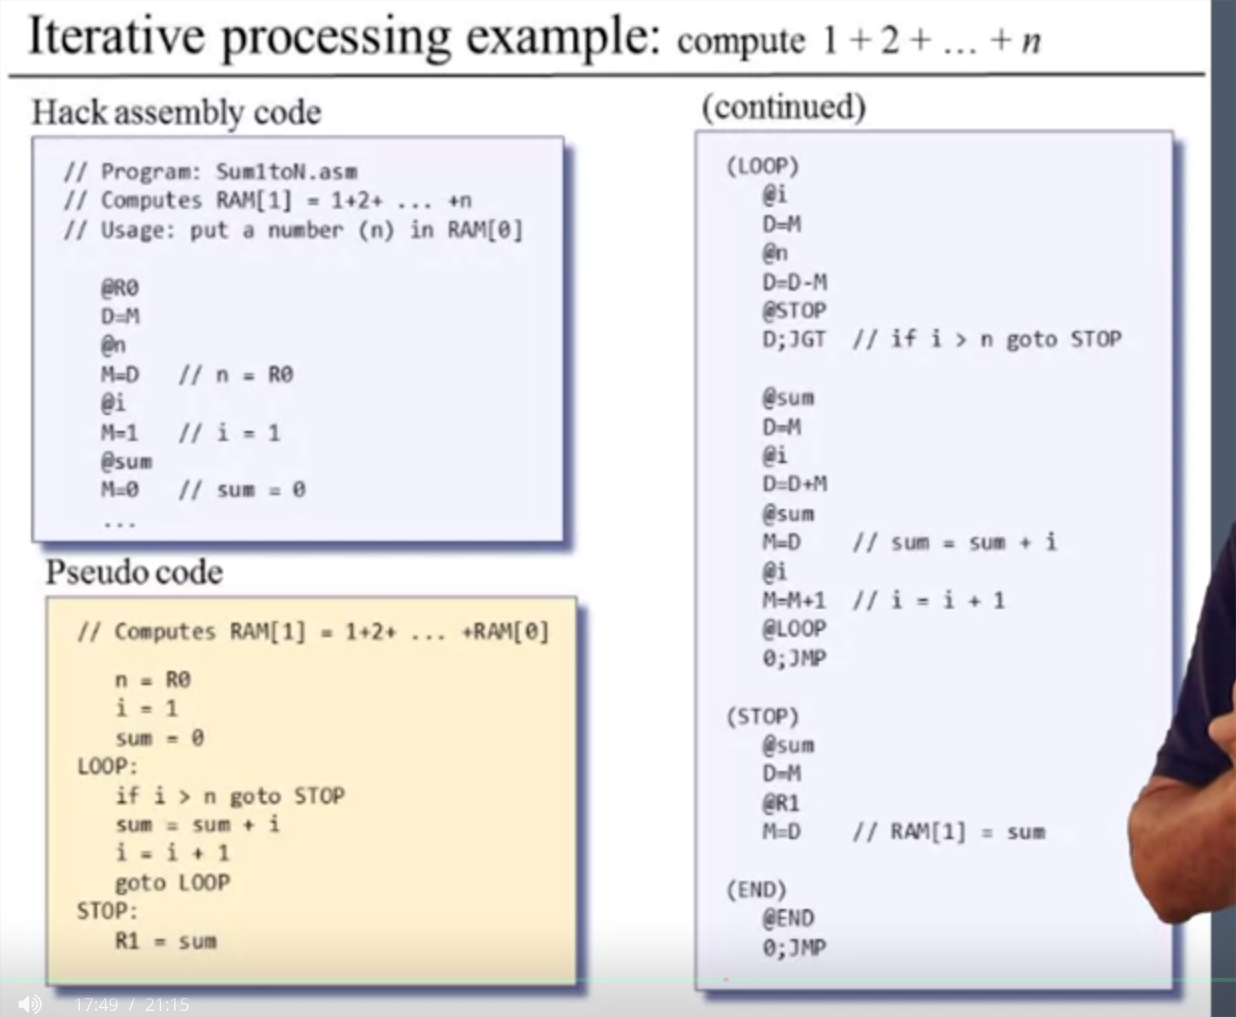 Iterative processing example: compute 1 + 2 + ... + n
Hack assembly code
// Program: Sum1toN.asm
// Computes RAM[1] = 1+2+ ... +n
// Usage: put a number (n) in RAM[0]
@R0
D=M
@n
M=D // n = R0
@i
M=1 // i = 1
@sum
M=0 // sum = 0
...
Pseudo code
// Computes RAM[1] = 1+2+ ... +RAM[0]
n = R0
i = 1
sum = 0
LOOP:
if i > n goto STOP
sum = sum + i
i = i + 1
goto LOOP
STOP:
R1 = sum
(continued)
(LOOP)
@i
D=M
@n
D=D-M
@STOP
D;JGT // if i > n goto STOP
@sum
D=M
@i
D=D+M
@sum
M=D // sum = sum + i
@i
M=M+1 // i = i + 1
@LOOP
0;JMP
(STOP)
@sum
D=M
@R1
M=D // RAM[1] = sum
(END)
@END
0;JMP
17:49 / 21:15